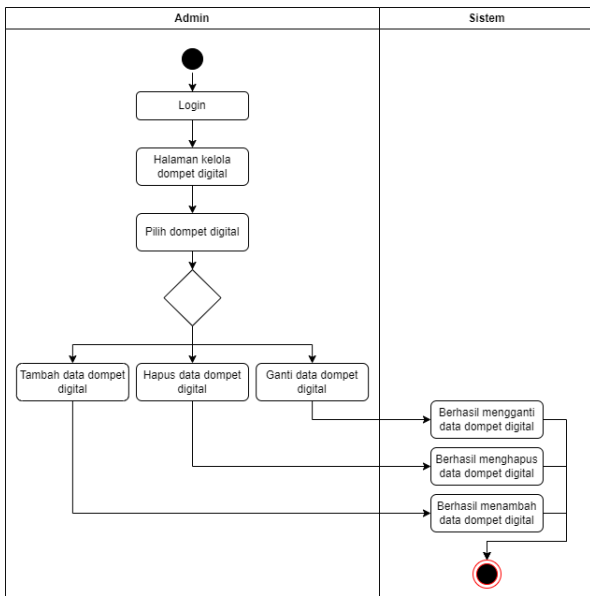 Admin
Sistem
Login
Halaman kelola
dompet digital
Pilih dompet digital
Tambah data dompet
digital
Hapus data dompet
digital
Ganti data dompet
digital
Berhasil mengganti
data dompet digital
Berhasil menghapus
data dompet digital
Berhasil menambah
data dompet digital